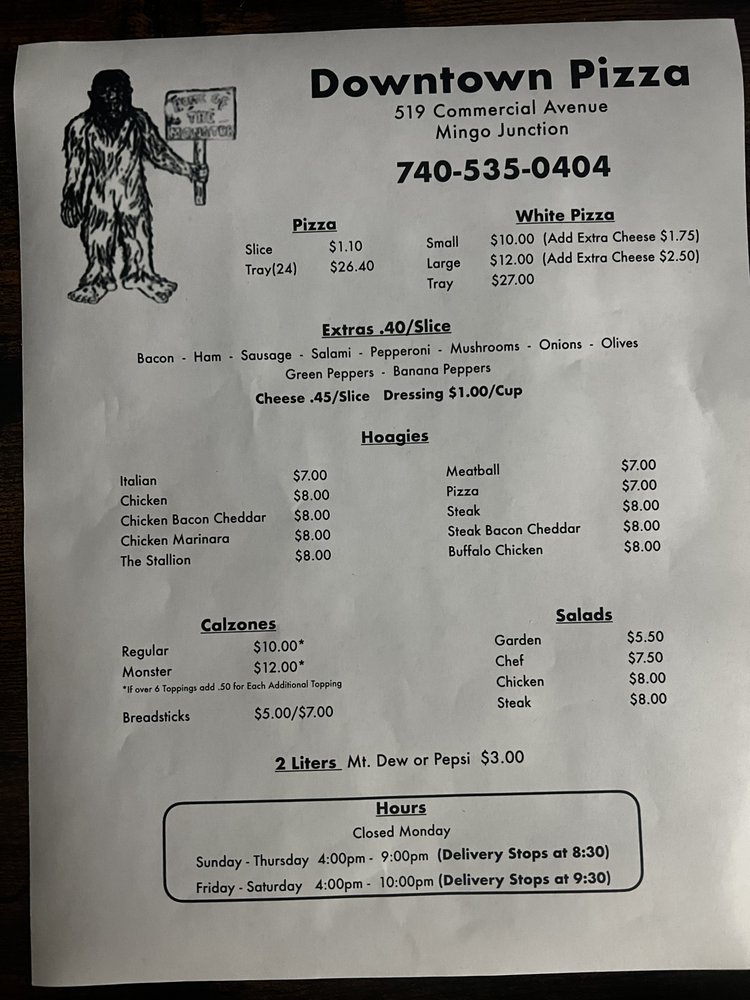 Downtown Pizza
519 Commercial Avenue
Mingo Junction
740-535-0404
HOME OF
THE
MONSTER
Pizza
Slice $1.10
Tray(24) $26.40
White Pizza
Small $10.00 (Add Extra Cheese $1.75)
Large $12.00 (Add Extra Cheese $2.50)
Tray $27.00
Extras .40/Slice
Bacon - Ham - Sausage - Salami - Pepperoni - Mushrooms - Onions - Olives
Green Peppers - Banana Peppers
Cheese .45/Slice Dressing $1.00/Cup
Hoagies
Italian $7.00
Chicken $8.00
Chicken Bacon Cheddar $8.00
Chicken Marinara $8.00
The Stallion $8.00
Meatball $7.00
Pizza $7.00
Steak $8.00
Steak Bacon Cheddar $8.00
Buffalo Chicken $8.00
Calzones
Regular $10.00*
Monster $12.00*
*If over 6 Toppings add .50 for Each Additional Topping
Breadsticks $5.00/$7.00
Salads
Garden $5.50
Chef $7.50
Chicken $8.00
Steak $8.00
2 Liters Mt. Dew or Pepsi $3.00
Hours
Closed Monday
Sunday - Thursday 4:00pm - 9:00pm (Delivery Stops at 8:30)
Friday - Saturday 4:00pm - 10:00pm (Delivery Stops at 9:30)